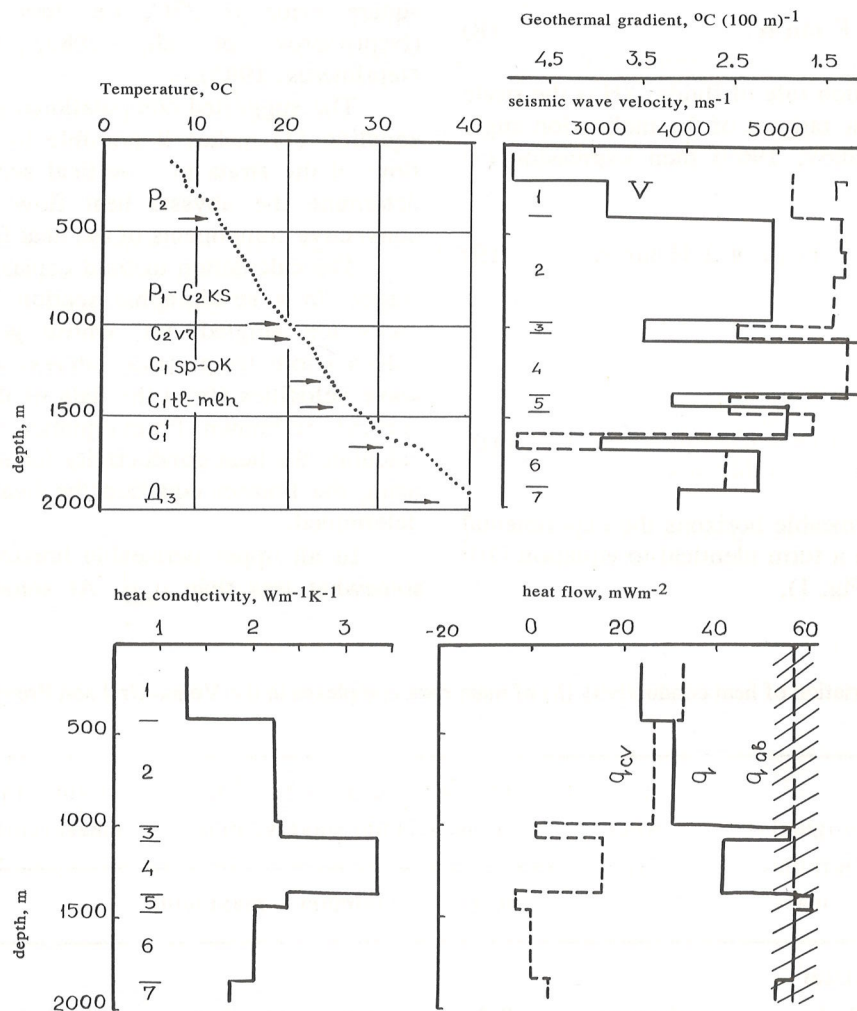 Geothermal gradient, °C (100 m)-1
4.5 3.5 2.5 1.5
Temperature, °C
seismic wave velocity, ms-1
0 10 20 30 40
3000 4000 5000
P2
500
P1-C2KS
1000
C2vr
C1sp-oK
C1tl-mln
1500
C1
Д3
2000
depth, m
V
Γ
1
2
3
4
5
6
7
heat conductivity, Wm-1K-1
1 2 3
heat flow, mWm-2
-20 0 20 40 60
500
1000
1500
2000
depth, m
1
2
3
4
5
6
7
qcv
q
qab